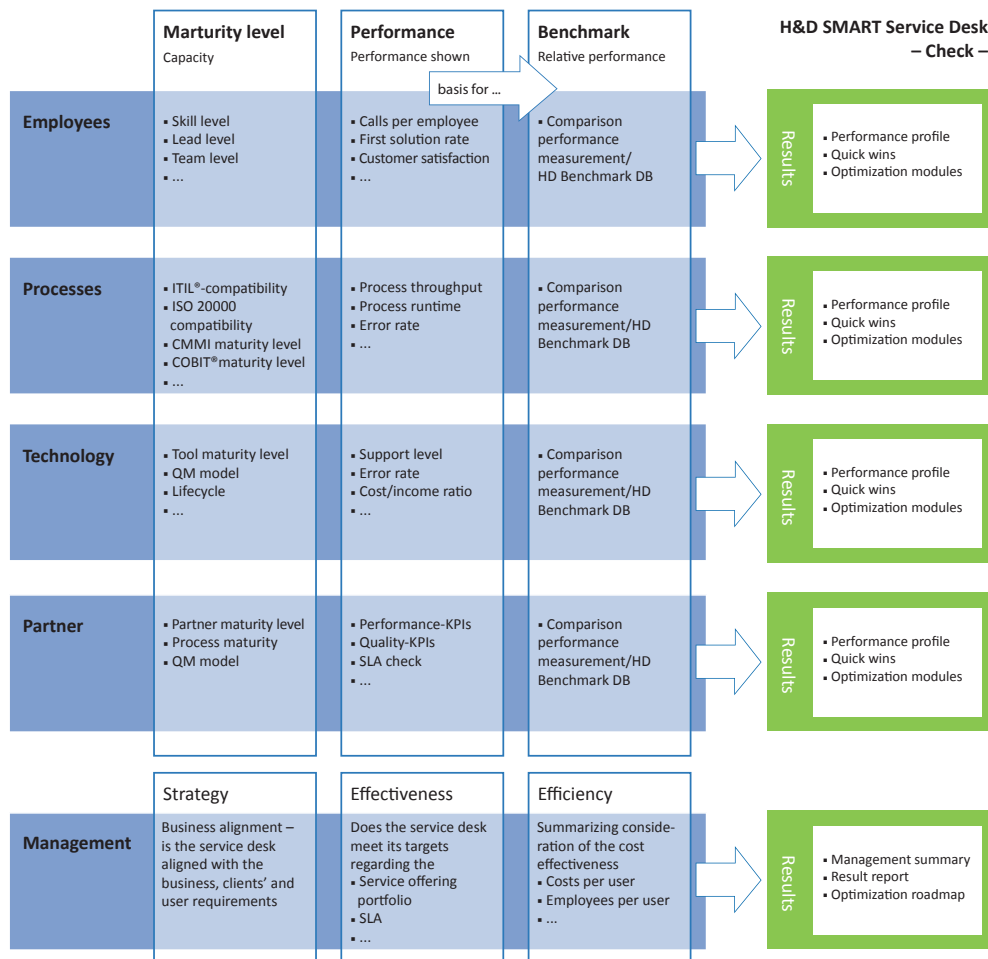 Marturity level
Capacity
Performance
Performance shown
Benchmark
Relative performance
H&D SMART Service Desk
– Check –
basis for ...
Employees
▪ Skill level
▪ Lead level
▪ Team level
▪ ...
▪ Calls per employee
▪ First solution rate
▪ Customer satisfaction
▪ ...
▪ Comparison
performance
measurement/
HD Benchmark DB
Results
▪ Performance profile
▪ Quick wins
▪ Optimization modules
Processes
▪ ITIL®-compatibility
▪ ISO 20000
compatibility
▪ CMMI maturity level
▪ COBIT® maturity level
▪ ...
▪ Process throughput
▪ Process runtime
▪ Error rate
▪ ...
▪ Comparison
performance
measurement/HD
Benchmark DB
Results
▪ Performance profile
▪ Quick wins
▪ Optimization modules
Technology
▪ Tool maturity level
▪ QM model
▪ Lifecycle
▪ ...
▪ Support level
▪ Error rate
▪ Cost/income ratio
▪ ...
▪ Comparison
performance
measurement/HD
Benchmark DB
Results
▪ Performance profile
▪ Quick wins
▪ Optimization modules
Partner
▪ Partner maturity level
▪ Process maturity
▪ QM model
▪ Performance-KPIs
▪ Quality-KPIs
▪ SLA check
▪ ...
▪ Comparison
performance
measurement/HD
Benchmark DB
Results
▪ Performance profile
▪ Quick wins
▪ Optimization modules
Strategy
Effectiveness
Efficiency
Management
Business alignment –
is the service desk
aligned with the
business, clients’ and
user requirements
Does the service desk
meet its targets
regarding the
▪ Service offering
portfolio
▪ SLA
▪ ...
Summarizing conside-
ration of the cost
effectiveness
▪ Costs per user
▪ Employees per user
▪ ...
Results
▪ Management summary
▪ Result report
▪ Optimization roadmap